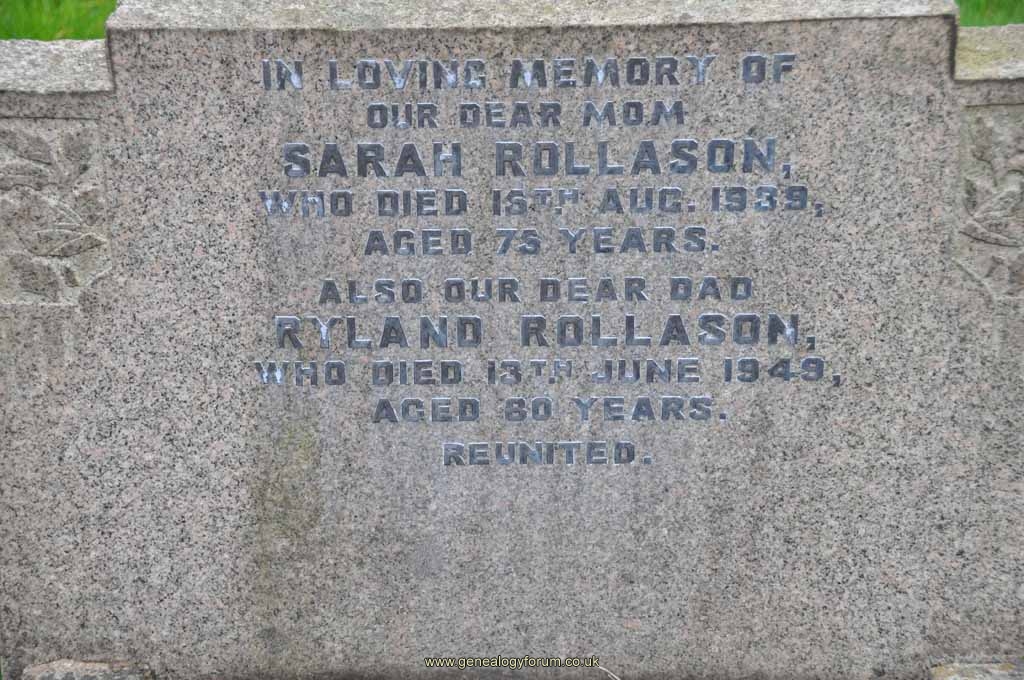 IN LOVING MEMORY OF
OUR DEAR MOM
SARAH ROLLASON,
WHO DIED 15TH AUG. 1939,
AGED 75 YEARS.
ALSO OUR DEAR DAD
RYLAND ROLLASON,
WHO DIED 13TH JUNE 1949,
AGED 80 YEARS.
REUNITED.
www.genealogyforum.co.uk